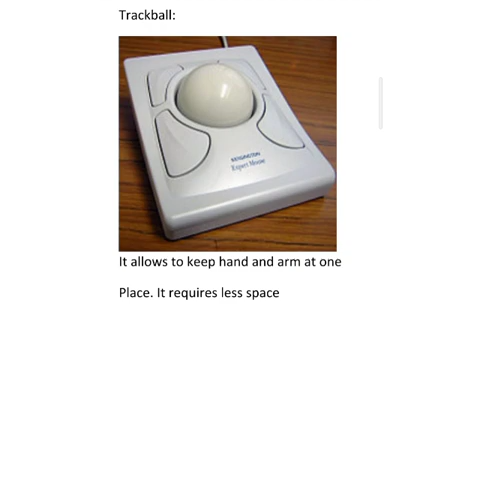 Trackball:
KENSINGTON
Expert Mouse
It allows to keep hand and arm at one
Place. It requires less space